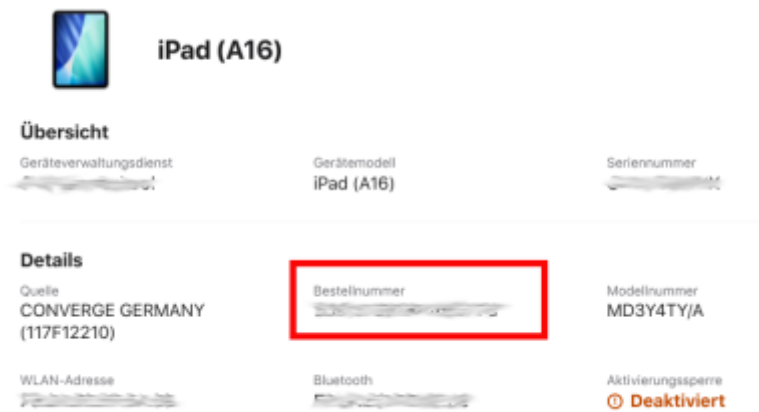 iPad (A16)
Übersicht
Geräteverwaltungsdienst
Gerätemodell
iPad (A16)
Seriennummer
Details
Quelle
CONVERGE GERMANY
(117F12210)
Bestellnummer
Modellnummer
MD3Y4TY/A
WLAN-Adresse
Bluetooth
Aktivierungssperre
Deaktiviert